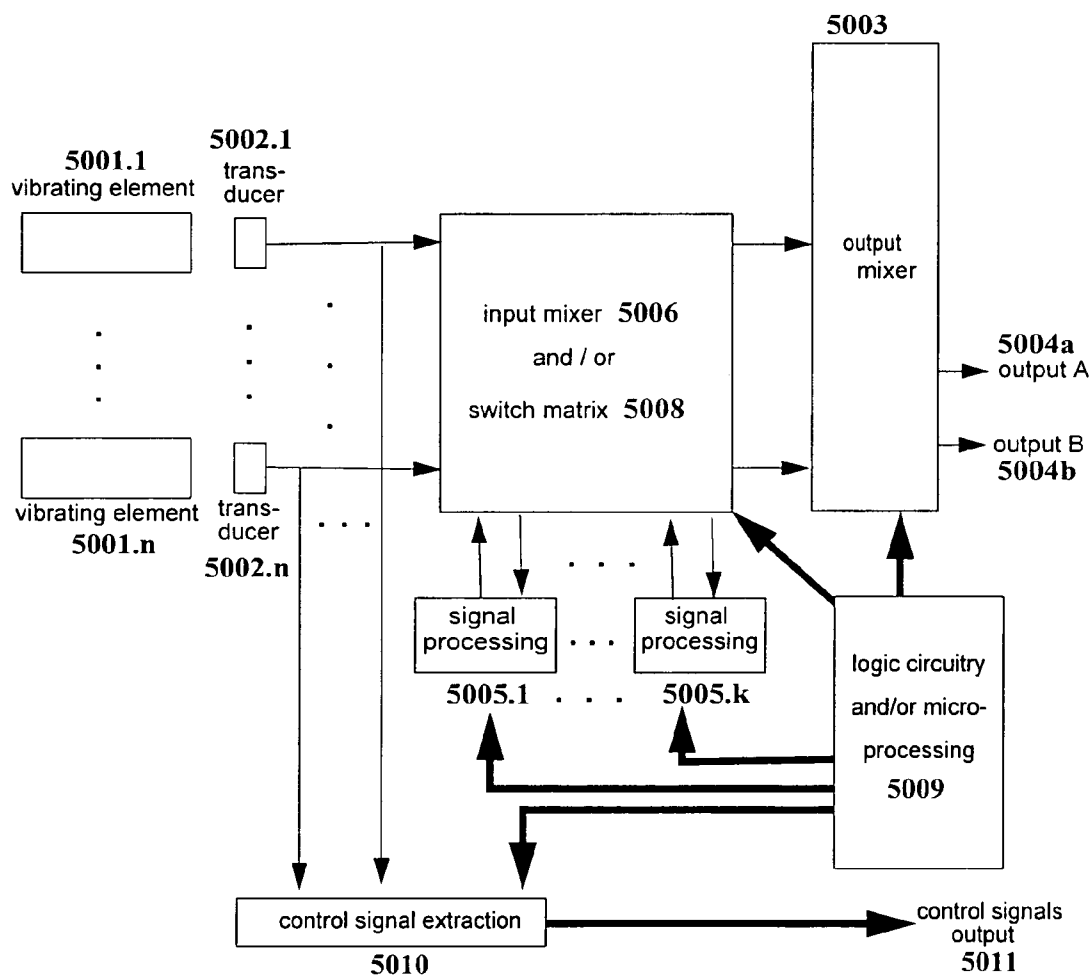 5003
5002.1
trans-
ducer
5001.1
vibrating element
output
mixer
input mixer 5006
and / or
switch matrix 5008
5004a
output A
output B
5004b
vibrating element
5001.n
trans-
ducer
5002.n
signal
processing
5005.1
signal
processing
5005.k
logic circuitry
and/or micro-
processing
5009
control signal extraction
5010
control signals
output
5011